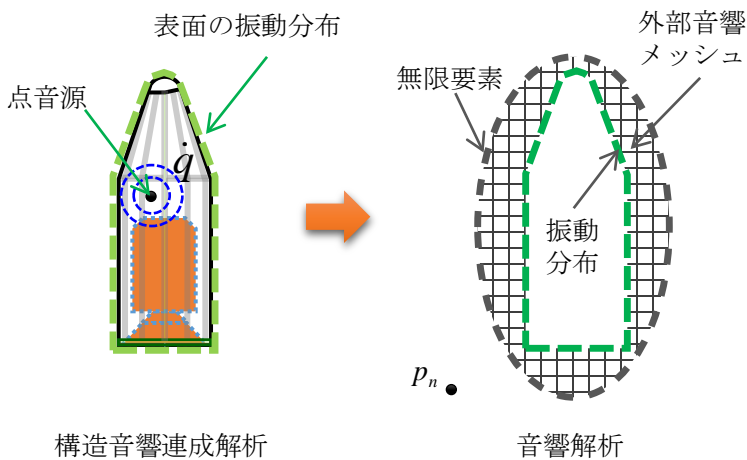 表面の振動分布
点音源
q̇
構造音響連成解析
外部音響
メッシュ
無限要素
振動
分布
pₙ
音響解析